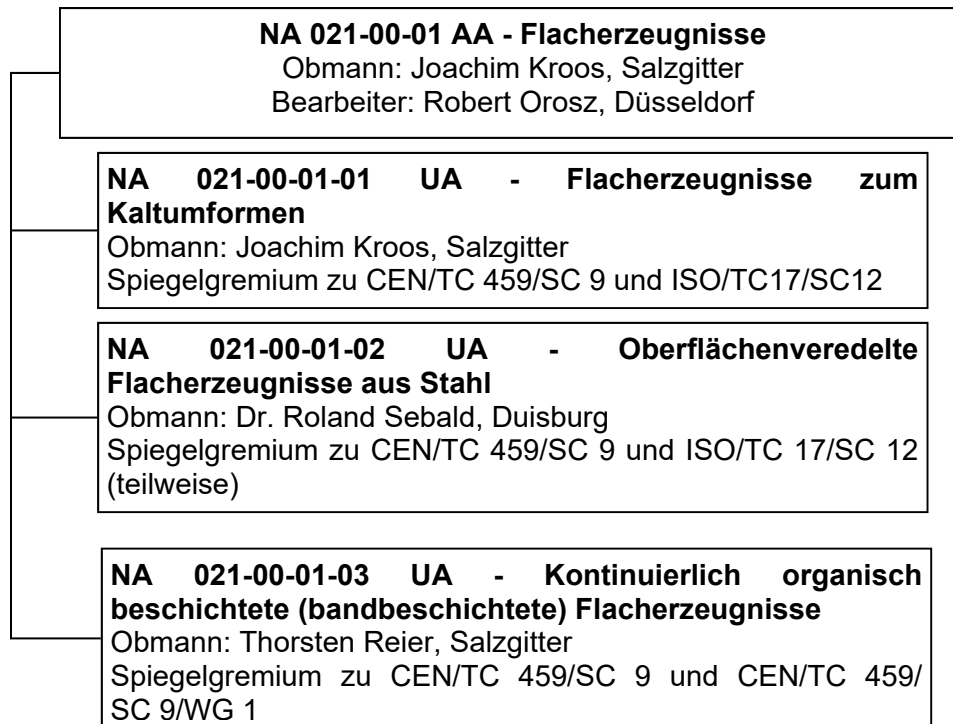 NA 021-00-01 AA - Flacherzeugnisse
Obmann: Joachim Kroos, Salzgitter
Bearbeiter: Robert Orosz, Düsseldorf
NA 021-00-01-01 UA - Flacherzeugnisse zum
Kaltumformen
Obmann: Joachim Kroos, Salzgitter
Spiegelgremium zu CEN/TC 459/SC 9 und ISO/TC17/SC12
NA 021-00-01-02 UA - Oberflächenveredelte
Flacherzeugnisse aus Stahl
Obmann: Dr. Roland Sebald, Duisburg
Spiegelgremium zu CEN/TC 459/SC 9 und ISO/TC 17/SC 12
(teilweise)
NA 021-00-01-03 UA - Kontinuierlich organisch
beschichtete (bandbeschichtete) Flacherzeugnisse
Obmann: Thorsten Reier, Salzgitter
Spiegelgremium zu CEN/TC 459/SC 9 und CEN/TC 459/
SC 9/WG 1